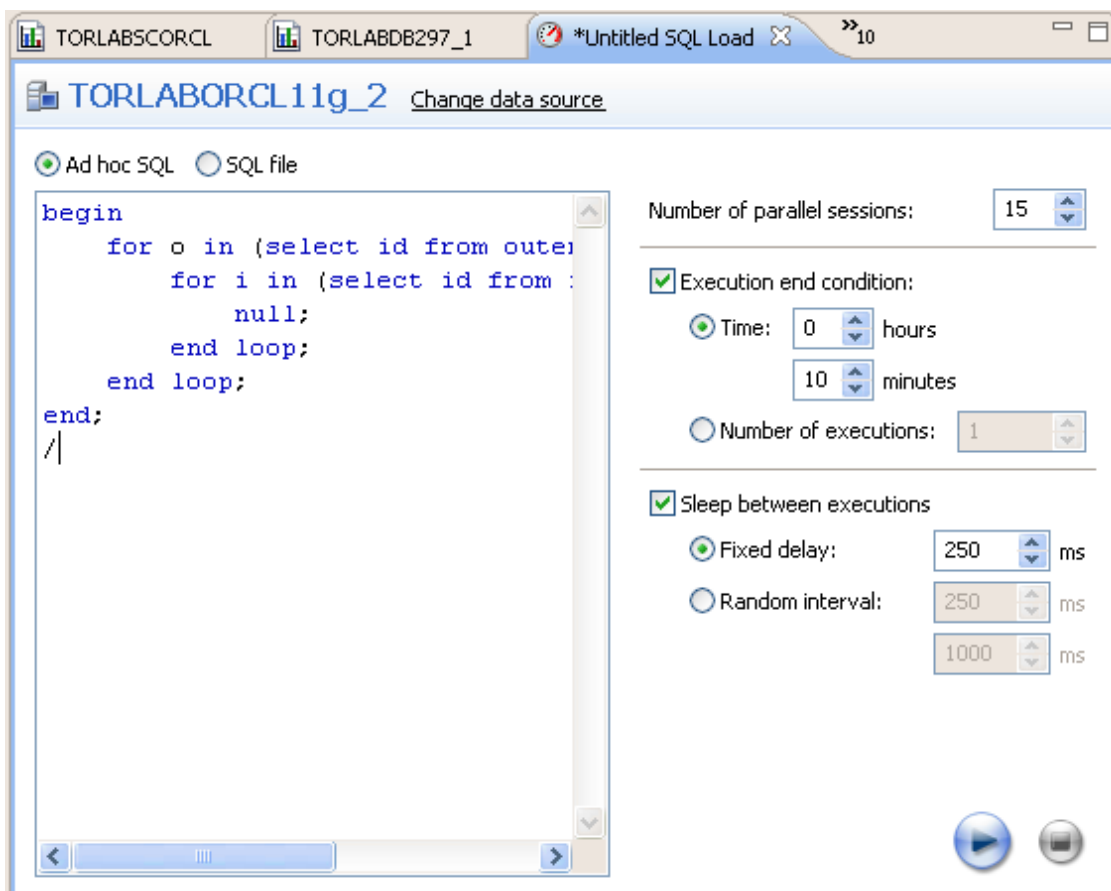 TORLABSCORCL TORLABDB297_1 *Untitled SQL Load »10
TORLABORCL11g_2 Change data source
Ad hoc SQL SQL file
begin
for o in (select id from outer
for i in (select id from
null;
end loop;
end loop;
end;
/
Number of parallel sessions: 15
Execution end condition:
Time: 0 hours
10 minutes
Number of executions: 1
Sleep between executions
Fixed delay: 250 ms
Random interval: 250 ms
1000 ms